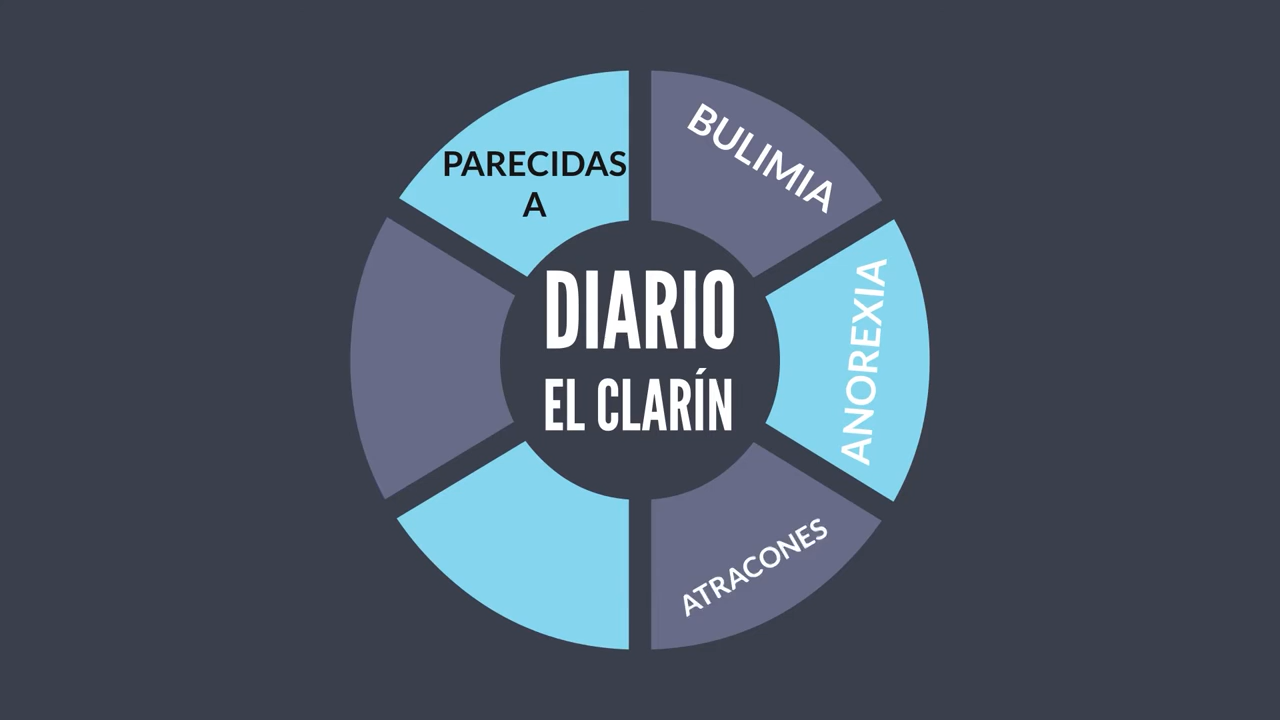 PARECIDAS
A
BULIMIA
ANOREXIA
ATRACONES
DIARIO
EL CLARÍN